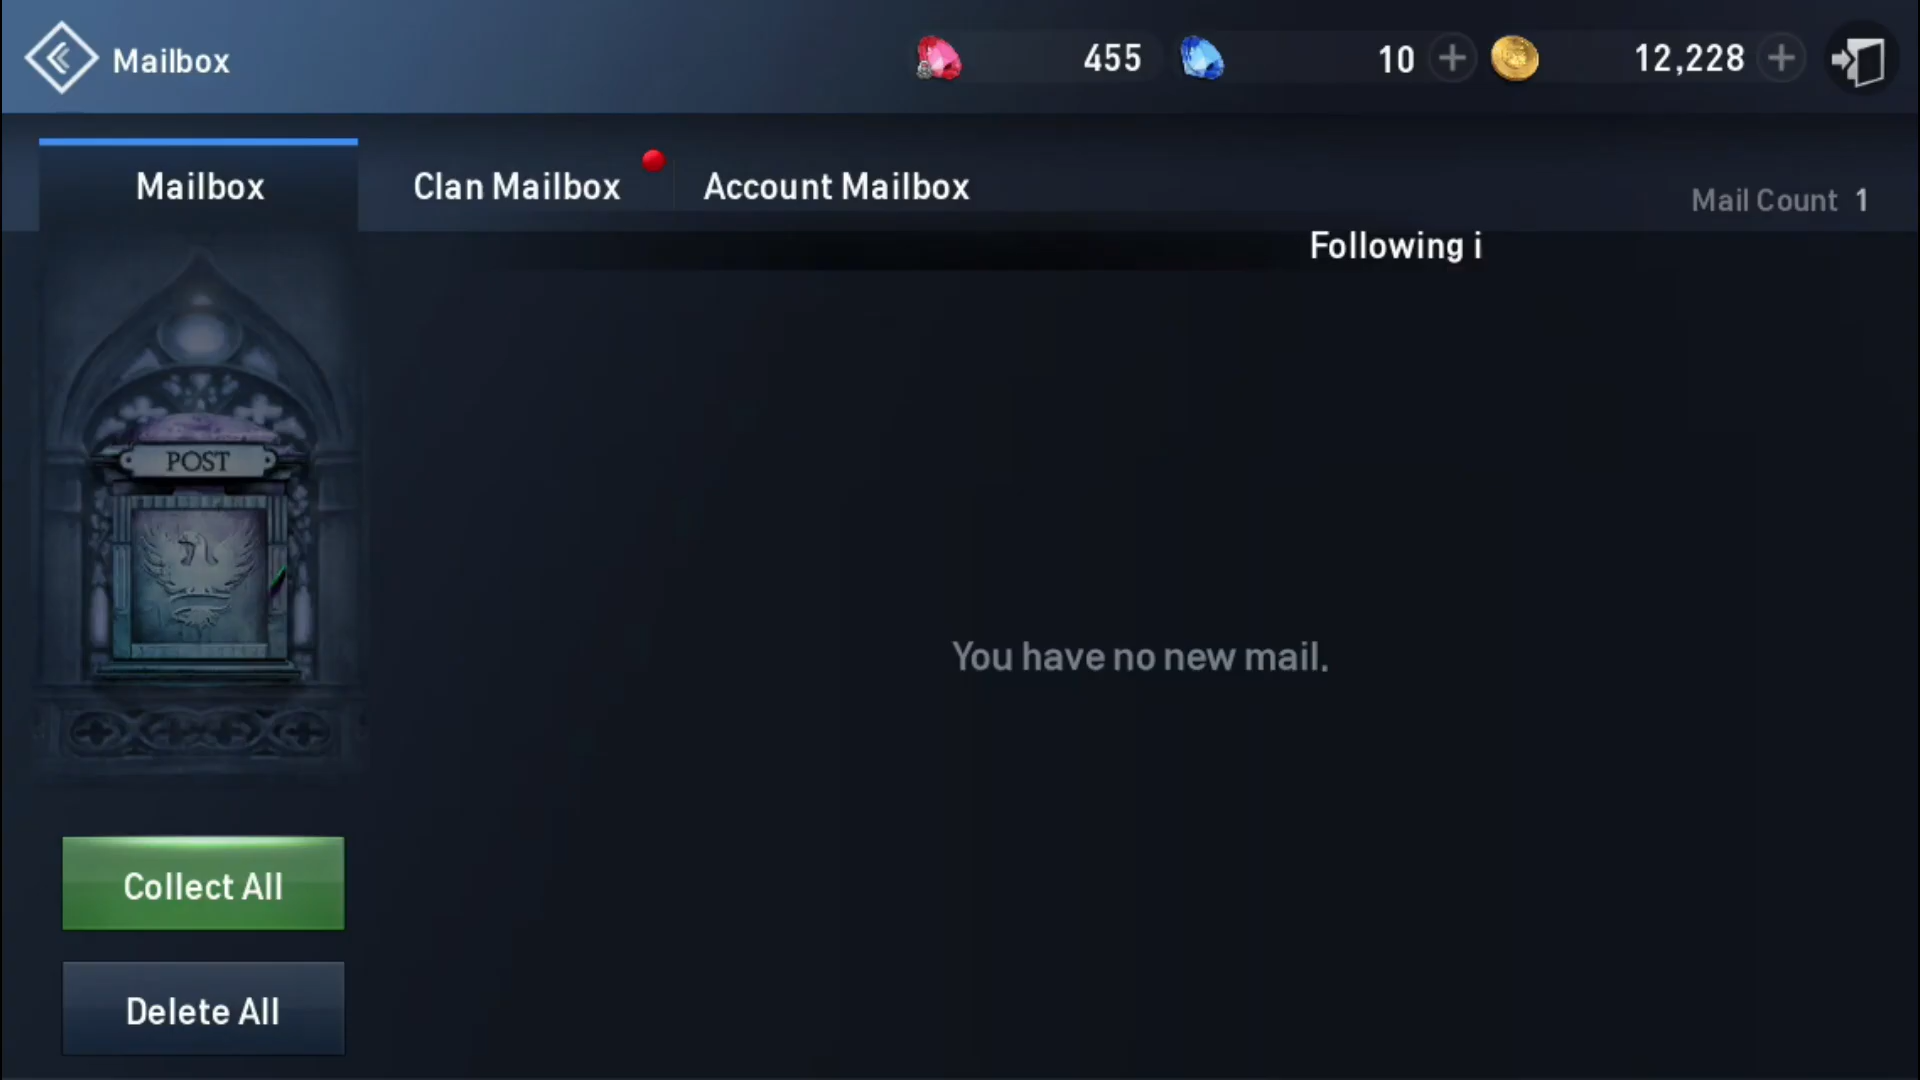 Mailbox
455
10
12,228
Mailbox
Clan Mailbox
Account Mailbox
Mail Count 1
Following i
POST
You have no new mail.
Collect All
Delete All